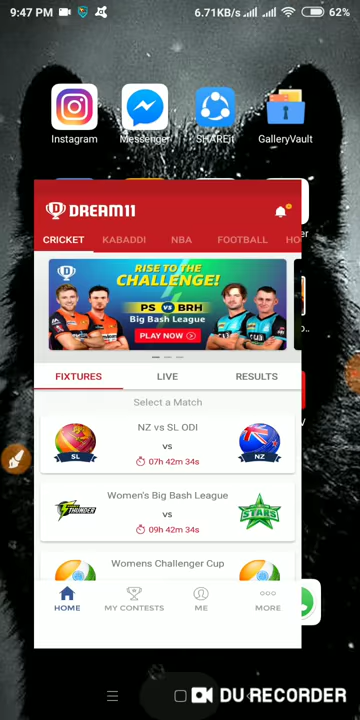 9:47 PM 6.71KB/s 62%
Instagram Messenger SHAREit GalleryVault
DREAM11
CRICKET KABADDI NBA FOOTBALL HO
RISE TO THE
CHALLENGE!
PS VS BRH
Big Bash League
PLAY NOW
FIXTURES LIVE RESULTS
Select a Match
NZ vs SL ODI
SL vs NZ
07h 42m 34s
Women's Big Bash League
THUNDER vs STARS
09h 42m 34s
Womens Challenger Cup
HOME MY CONTESTS ME MORE
DU RECORDER